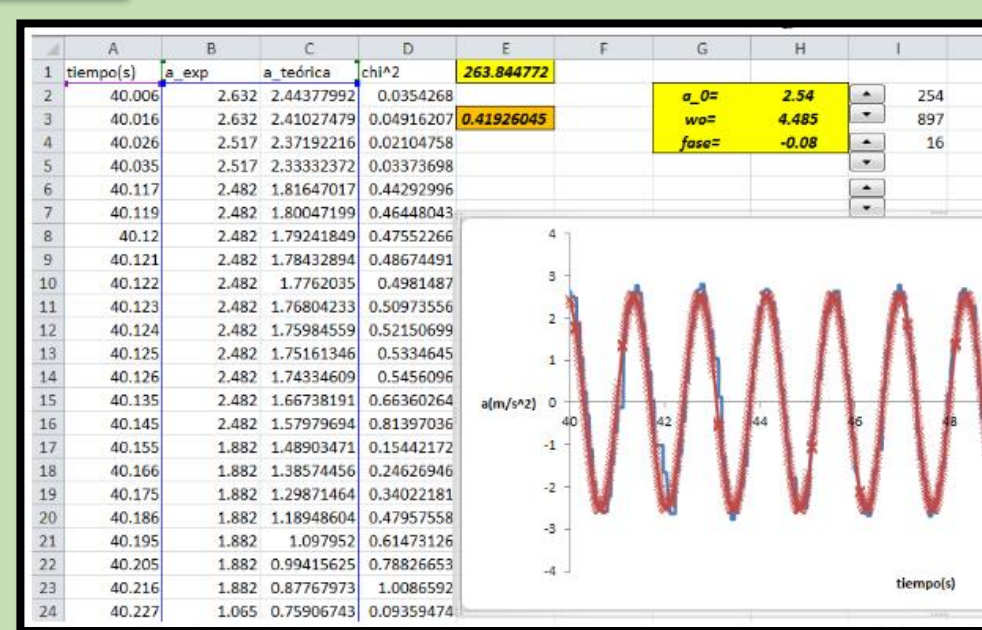 A B C D E F G H I
1 tiempo(s) a_exp a_teórica chi^2 263.844772
2 40.006 2.632 2.44377992 0.0354268 a_0= 2.54 254
3 40.016 2.632 2.41027479 0.04916207 0.41926045 wo= 4.485 897
4 40.026 2.517 2.37192216 0.02104758 fase= -0.08 16
5 40.035 2.517 2.33332372 0.03373698
6 40.117 2.482 1.81647017 0.44292996
7 40.119 2.482 1.80047199 0.46448043
8 40.12 2.482 1.79241849 0.47552266
9 40.121 2.482 1.78432894 0.48674491
10 40.122 2.482 1.7762035 0.4981487
11 40.123 2.482 1.76804233 0.50973556
12 40.124 2.482 1.75984559 0.52150699
13 40.125 2.482 1.75161346 0.5334645
14 40.126 2.482 1.74334609 0.5456096
15 40.135 2.482 1.66738191 0.66360264
16 40.145 2.482 1.57979694 0.81397036
17 40.155 1.882 1.48903471 0.15442172
18 40.166 1.882 1.38574456 0.24626946
19 40.175 1.882 1.29871464 0.34022181
20 40.186 1.882 1.18948604 0.47957558
21 40.195 1.882 1.097952 0.61473126
22 40.205 1.882 0.99415625 0.78826653
23 40.216 1.882 0.87767973 1.0086592
24 40.227 1.065 0.75906743 0.09359474
4
3
2
1
a(m/s^2) 0
40 42 44 46 48
-1
-2
-3
-4
tiempo(s)